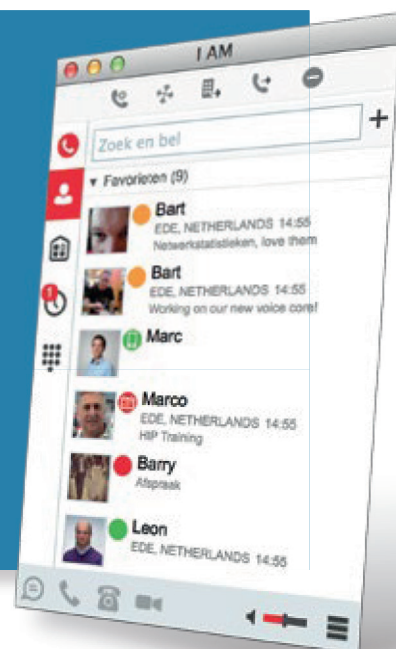 I AM
Zoek en bel
+
▼ Favorieten (9)
Bart
EDE, NETHERLANDS 14:55
Netwerkstatistieken, love them
Bart
EDE, NETHERLANDS 14:55
Working on our new voice core!
Marc
1
Marco
EDE, NETHERLANDS 14:55
HIP Training
Barry
Afspraak
Leon
EDE, NETHERLANDS 14:55